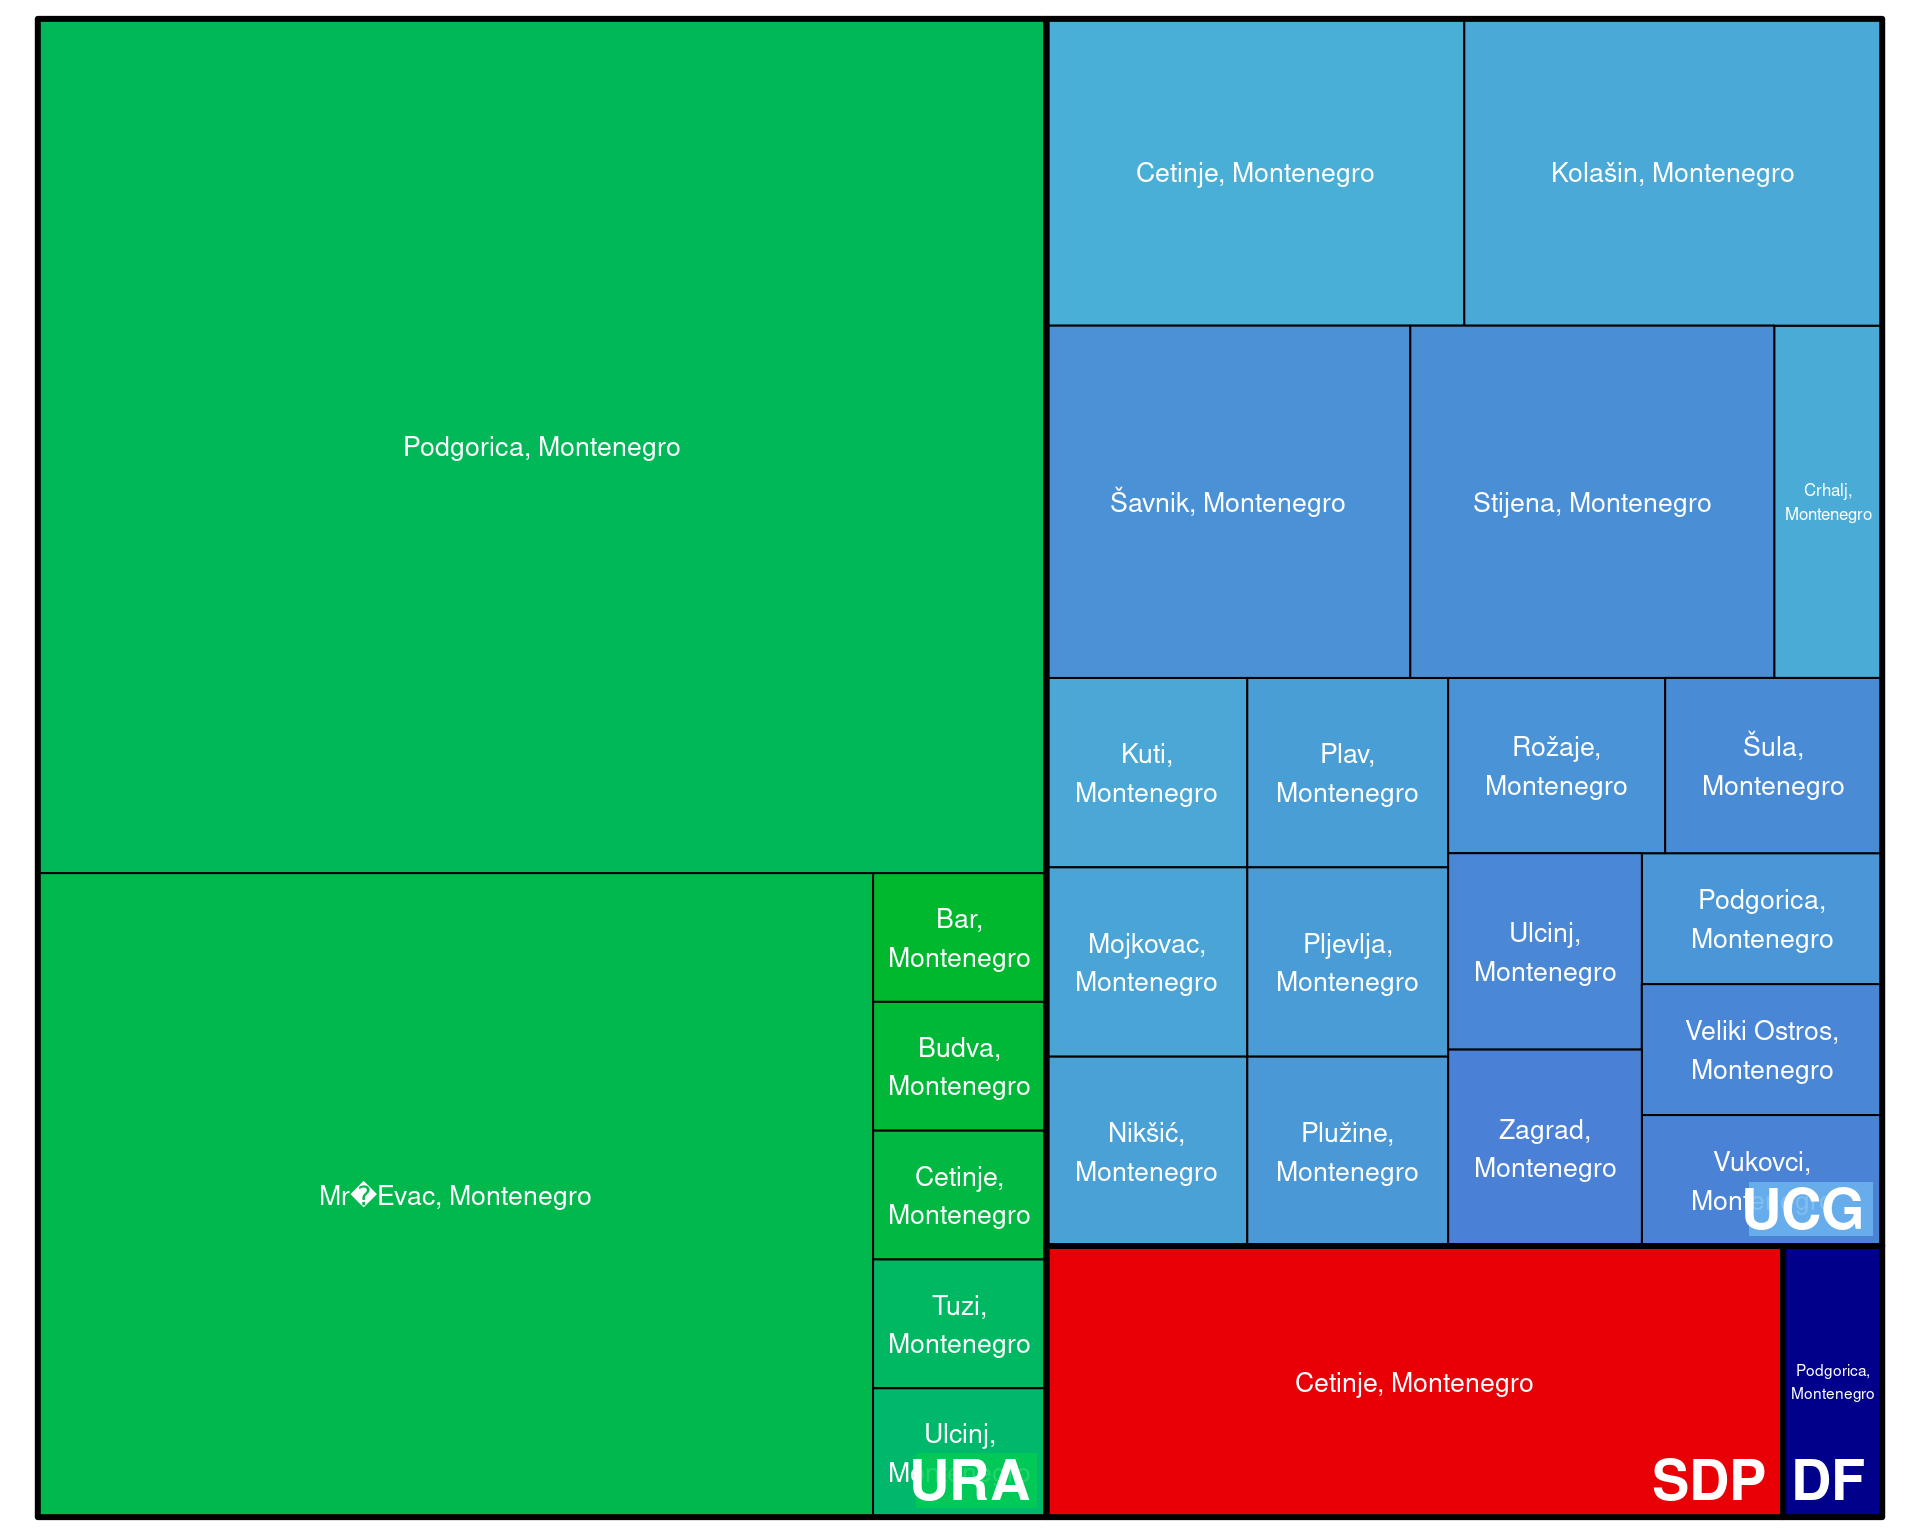 Podgorica, Montenegro
Mr�Evac, Montenegro
Bar,
Montenegro
Budva,
Montenegro
Cetinje,
Montenegro
Tuzi,
Montenegro
Ulcinj,
Montenegro
URA
Cetinje, Montenegro
Kolašin, Montenegro
Šavnik, Montenegro
Stijena, Montenegro
Crhalj,
Montenegro
Kuti,
Montenegro
Plav,
Montenegro
Rožaje,
Montenegro
Šula,
Montenegro
Mojkovac,
Montenegro
Pljevlja,
Montenegro
Ulcinj,
Montenegro
Podgorica,
Montenegro
Veliki Ostros,
Montenegro
Nikšić,
Montenegro
Plužine,
Montenegro
Zagrad,
Montenegro
Vukovci,
Montenegro
UCG
Cetinje, Montenegro
SDP
Podgorica,
Montenegro
DF